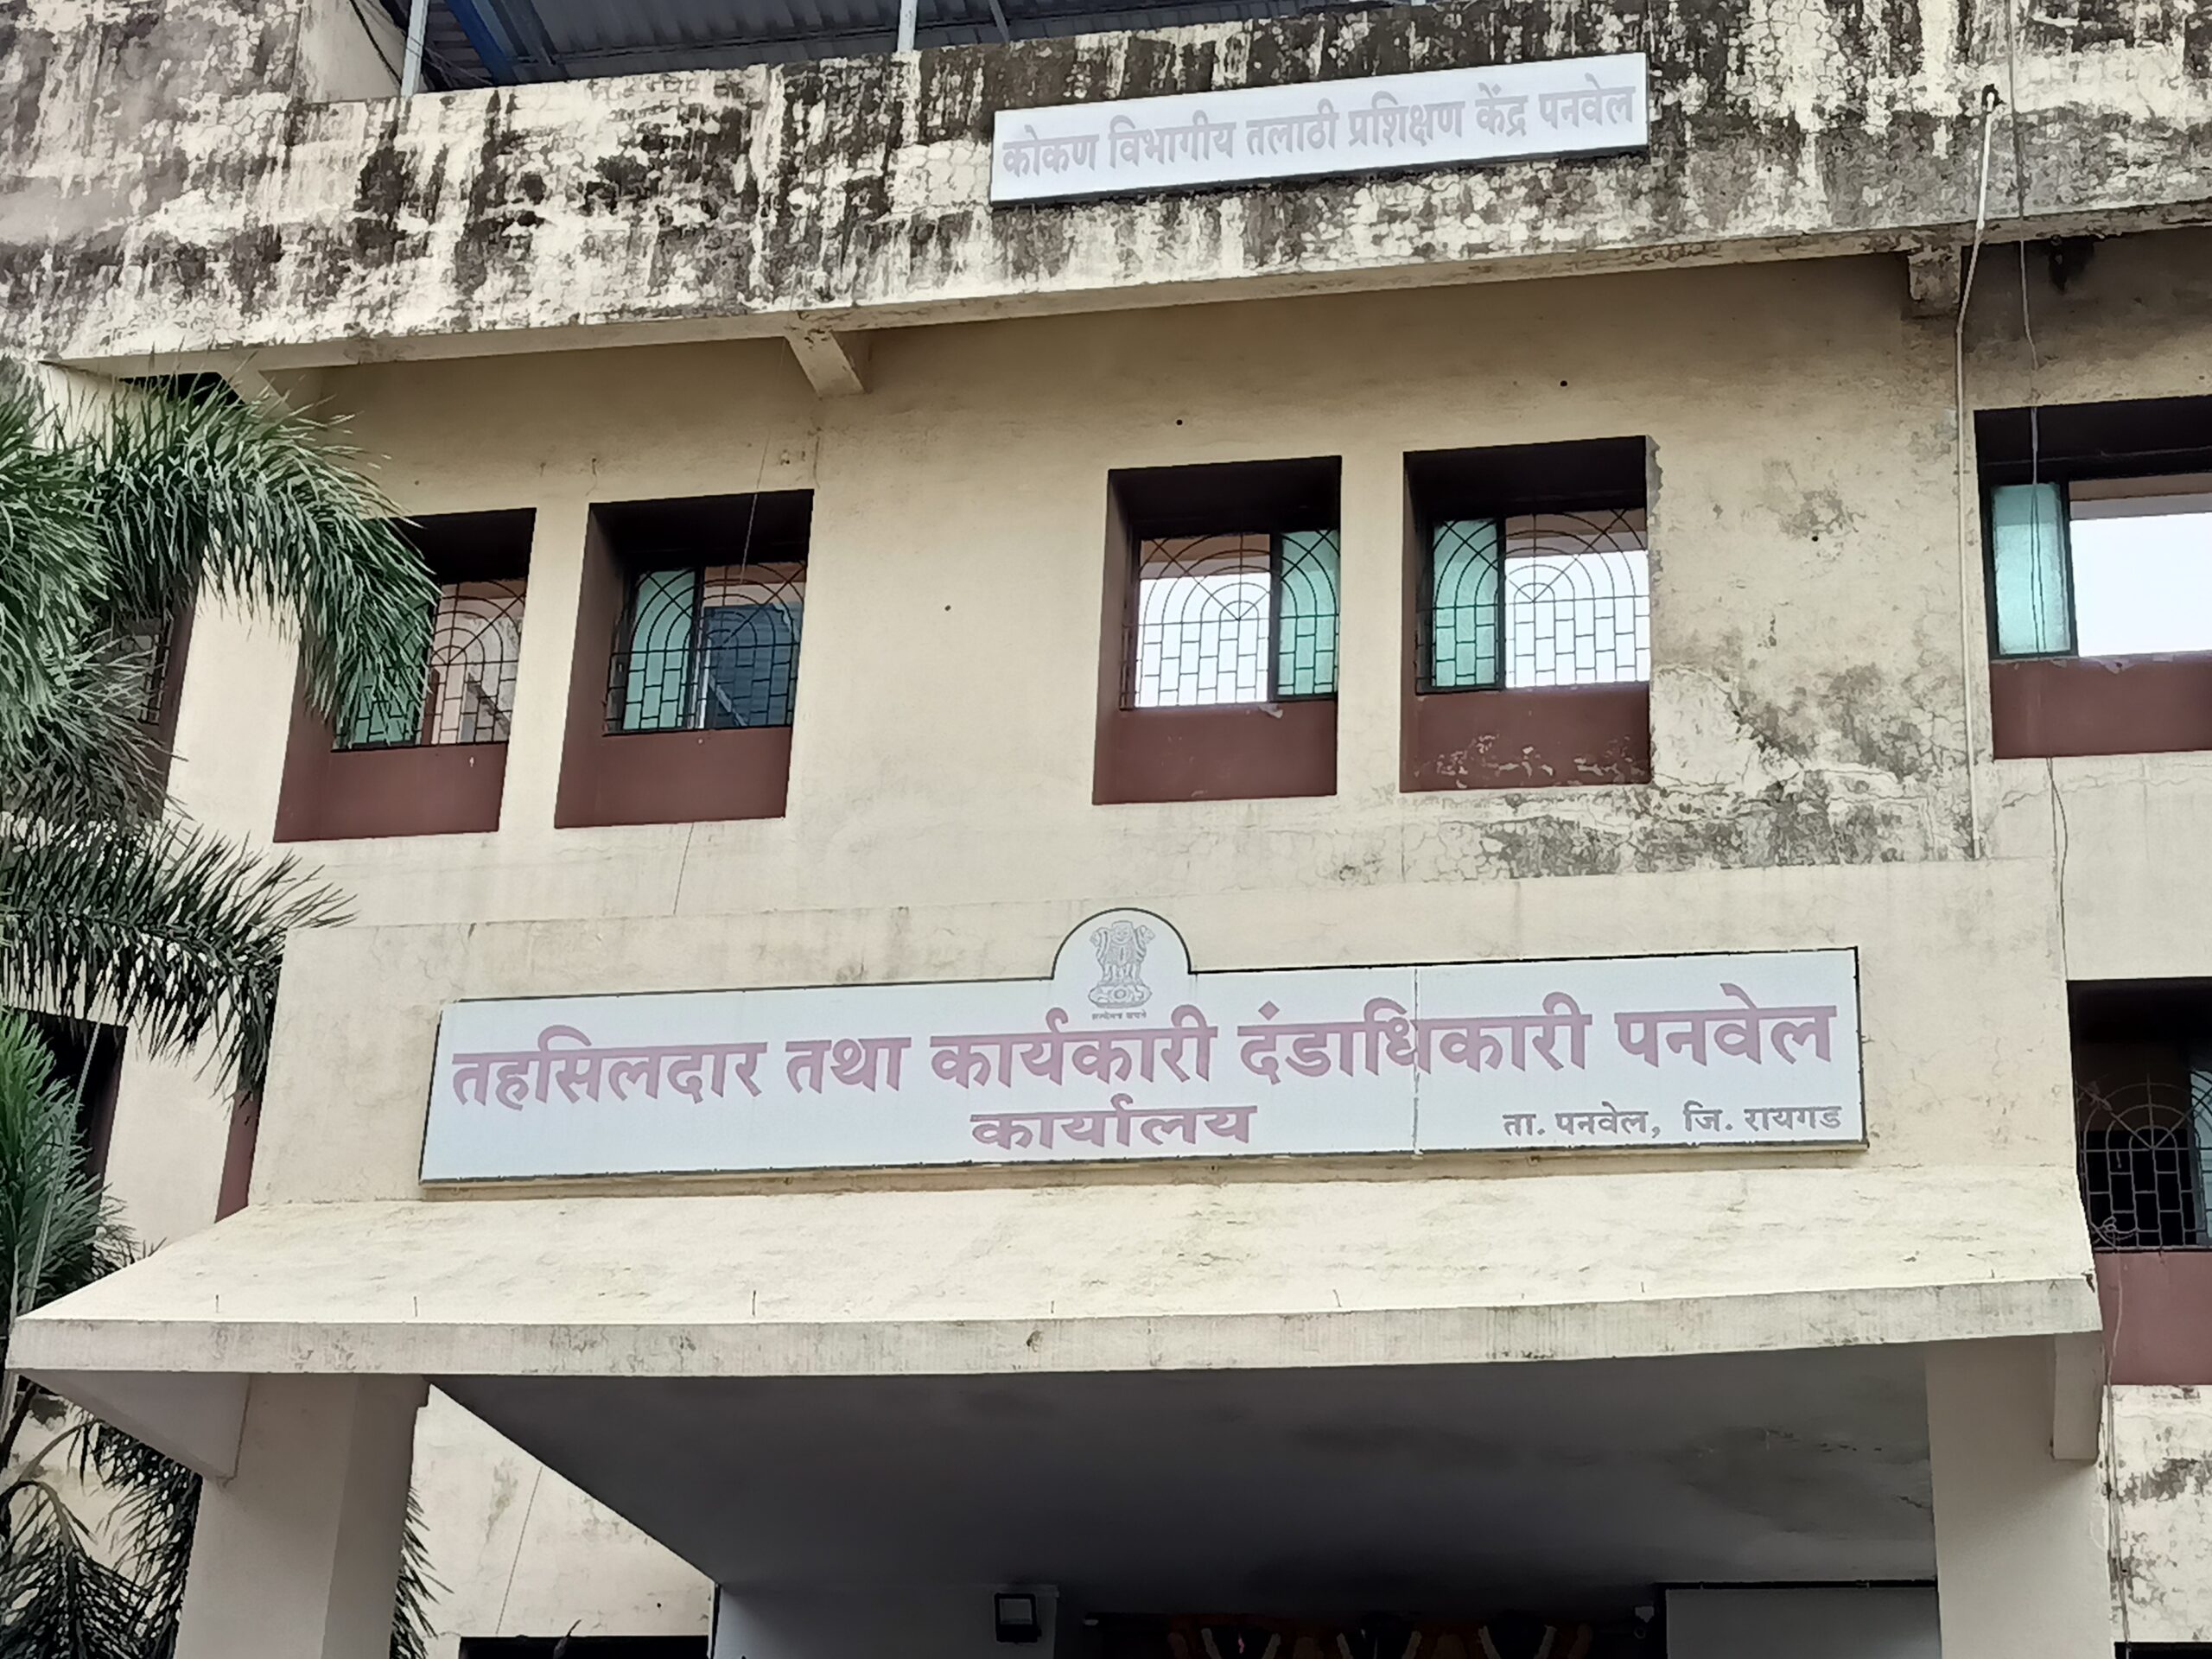 कोकण विभागीय तलाठी प्रशिक्षण केंद्र पनवेल
तहसिलदार तथा कार्यकारी दंडाधिकारी पनवेल
कार्यालय
ता. पनवेल, जि. रायगड